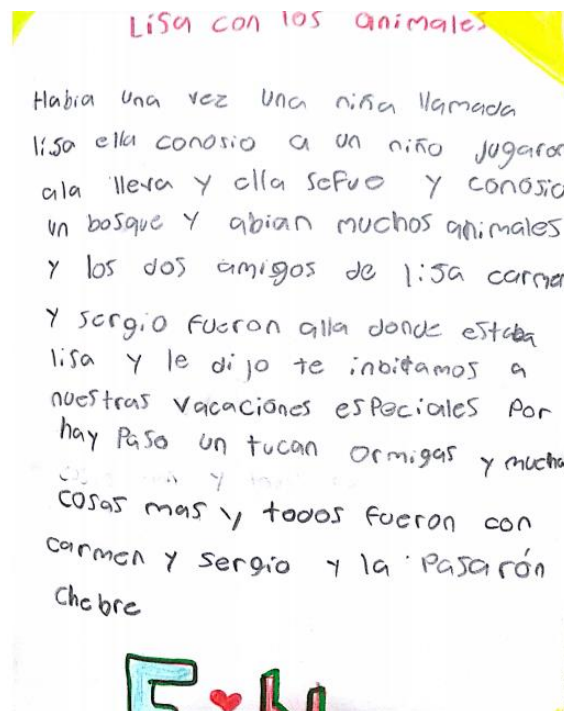 Lisa con los animales
Habia una vez una niña llamada
lisa ella conosio a un niño jugaron
ala lleva y ella sefue y conosio
un bosque y abian muchos animales
y los dos amigos de lisa carmen
y sergio fueron alla donde estaba
lisa y le dijo te inbitamos a
nuestras vacaciones especiales por
hay paso un tucan ormigas y mucha
cosas mas y todos fueron con
carmen y sergio y la pasarón
chebre